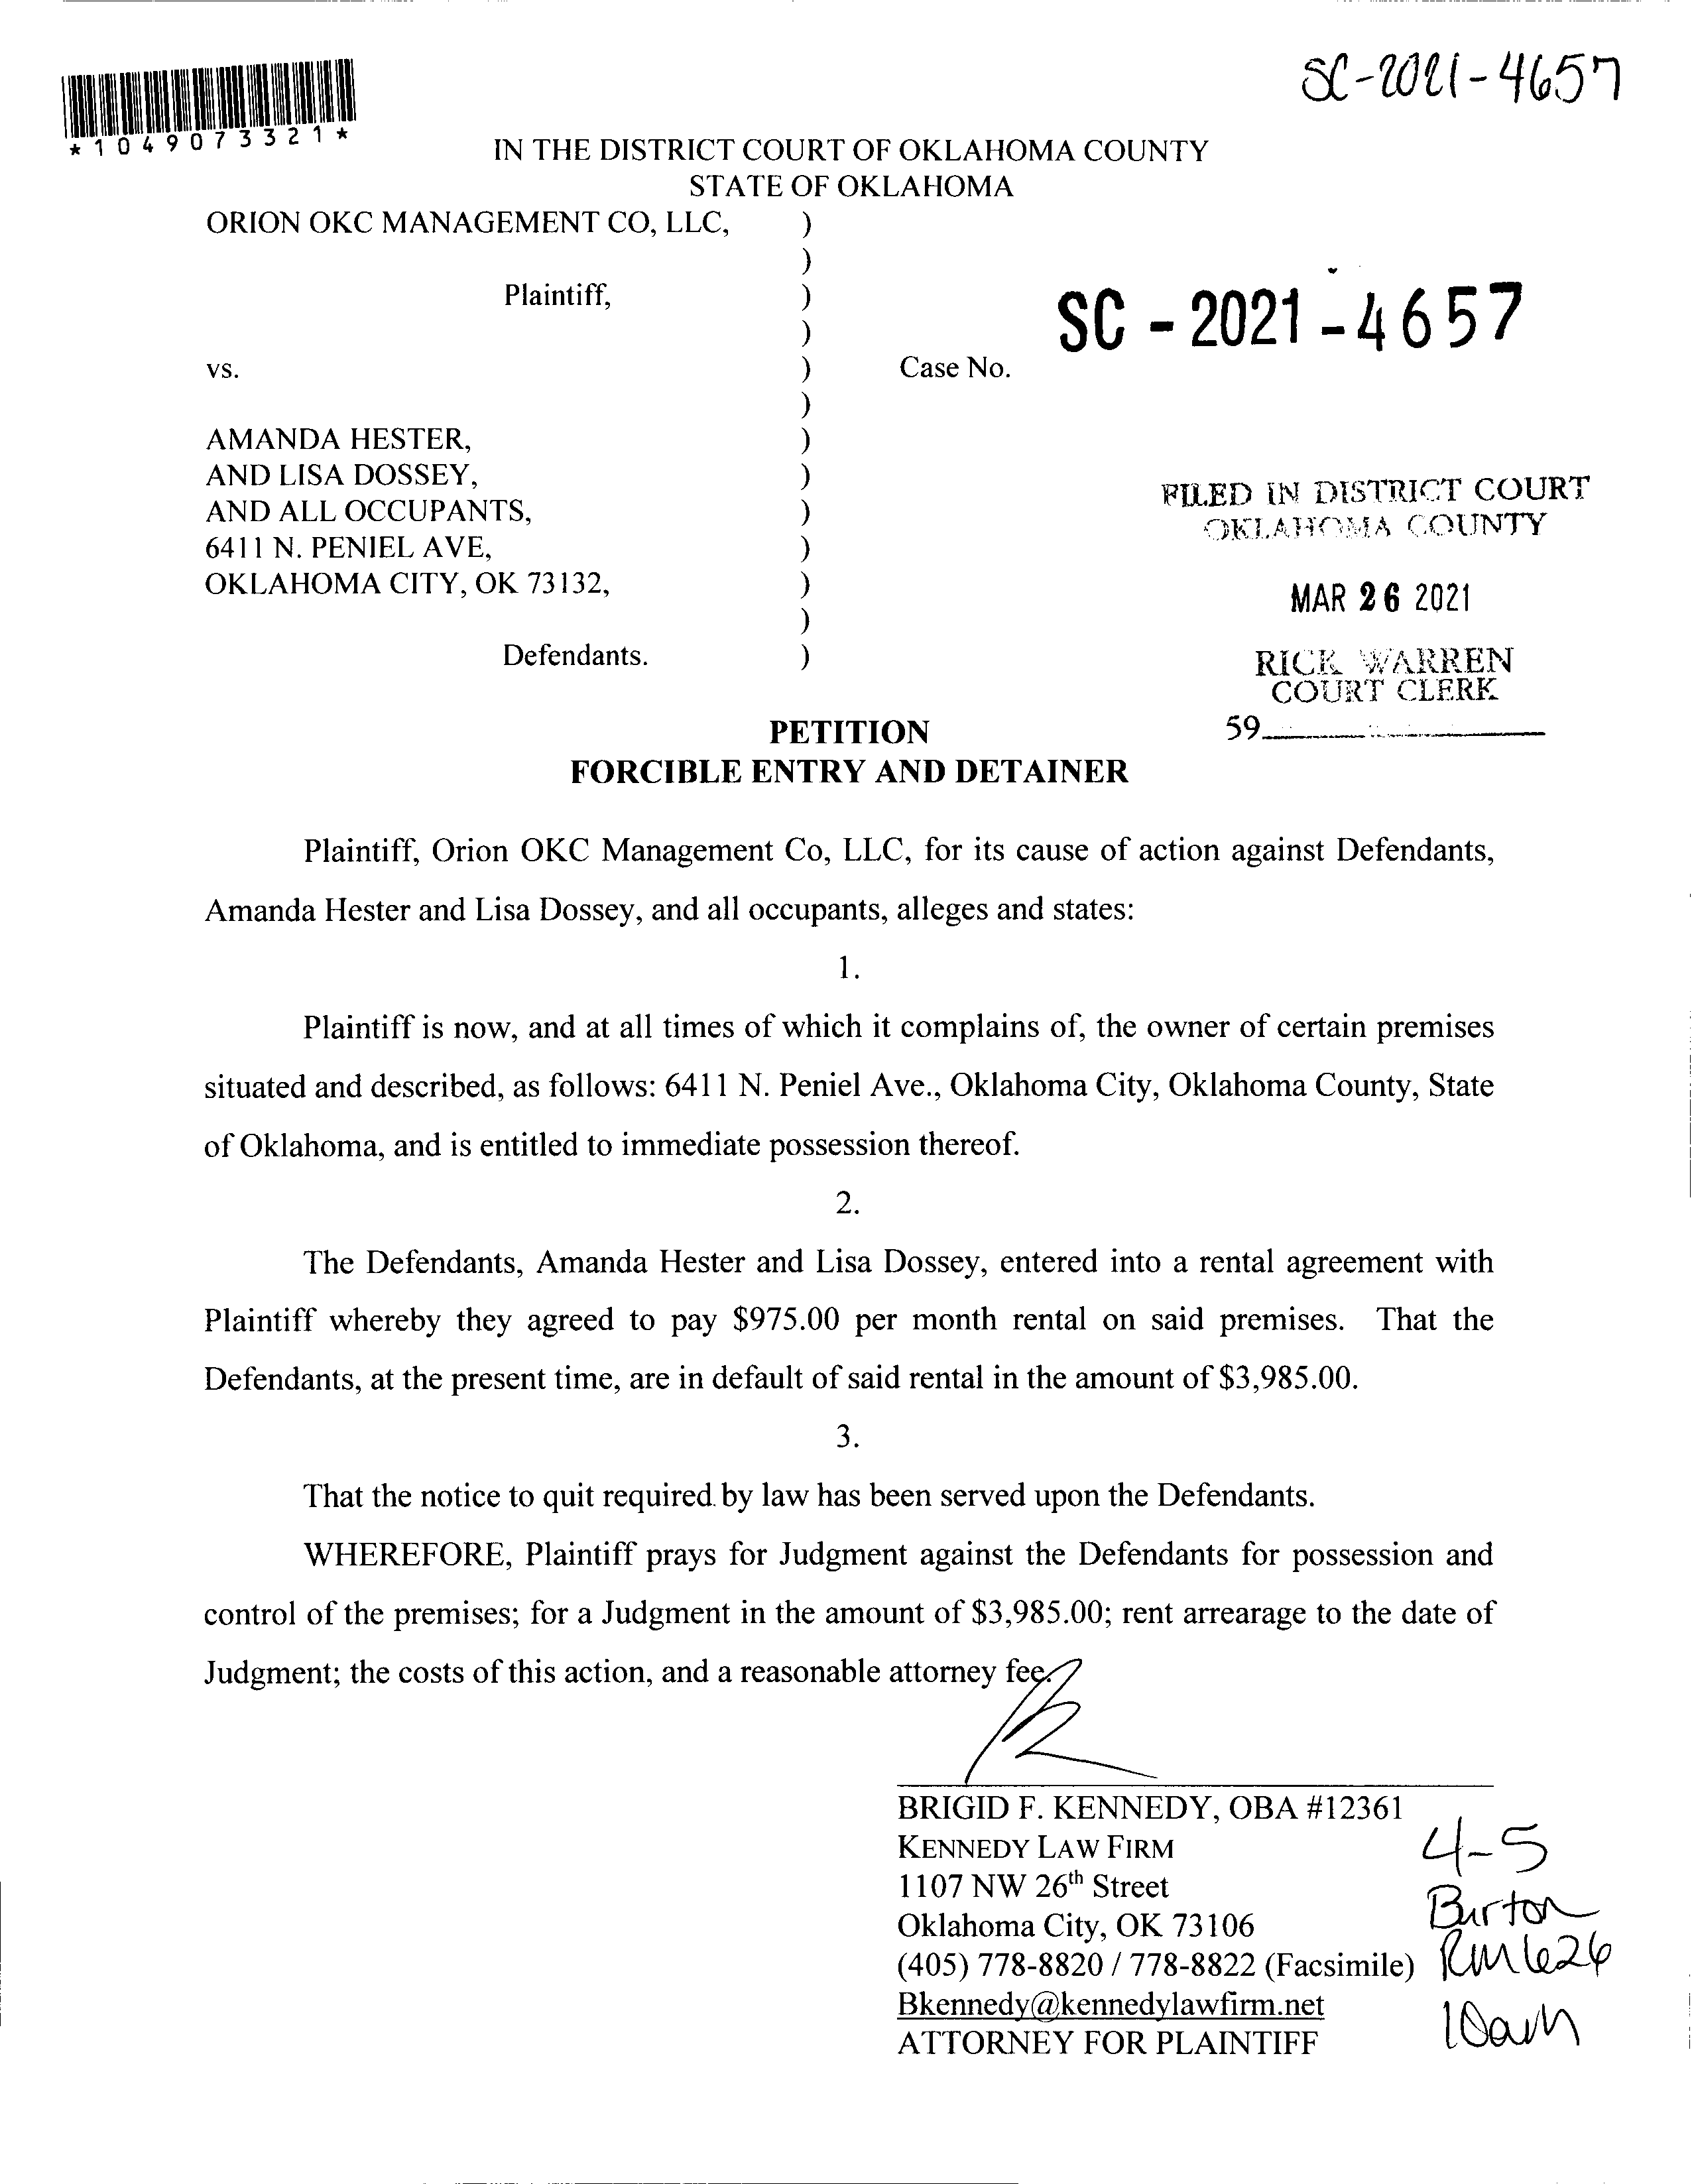 SC-2021-4657
*1049073321*
IN THE DISTRICT COURT OF OKLAHOMA COUNTY
STATE OF OKLAHOMA
ORION OKC MANAGEMENT CO, LLC, )
)
Plaintiff, )
)
SC - 2021 - 4657
vs. ) Case No.
)
AMANDA HESTER, )
AND LISA DOSSEY, )
AND ALL OCCUPANTS, )
6411 N. PENIEL AVE, )
OKLAHOMA CITY, OK 73132, )
)
Defendants. )
FILED IN DISTRICT COURT
OKLAHOMA COUNTY
MAR 26 2021
RICK WARREN
COURT CLERK
59
PETITION
FORCIBLE ENTRY AND DETAINER
Plaintiff, Orion OKC Management Co, LLC, for its cause of action against Defendants,
Amanda Hester and Lisa Dossey, and all occupants, alleges and states:
1.
Plaintiff is now, and at all times of which it complains of, the owner of certain premises
situated and described, as follows: 6411 N. Peniel Ave., Oklahoma City, Oklahoma County, State
of Oklahoma, and is entitled to immediate possession thereof.
2.
The Defendants, Amanda Hester and Lisa Dossey, entered into a rental agreement with
Plaintiff whereby they agreed to pay $975.00 per month rental on said premises. That the
Defendants, at the present time, are in default of said rental in the amount of $3,985.00.
3.
That the notice to quit required by law has been served upon the Defendants.
WHEREFORE, Plaintiff prays for Judgment against the Defendants for possession and
control of the premises; for a Judgment in the amount of $3,985.00; rent arrearage to the date of
Judgment; the costs of this action, and a reasonable attorney fee.
BRIGID F. KENNEDY, OBA #12361
KENNEDY LAW FIRM
1107 NW 26th Street
Oklahoma City, OK 73106
(405) 778-8820 / 778-8822 (Facsimile)
Bkennedy@kennedylawfirm.net
ATTORNEY FOR PLAINTIFF
4-5
Burton
Rm 626
10am